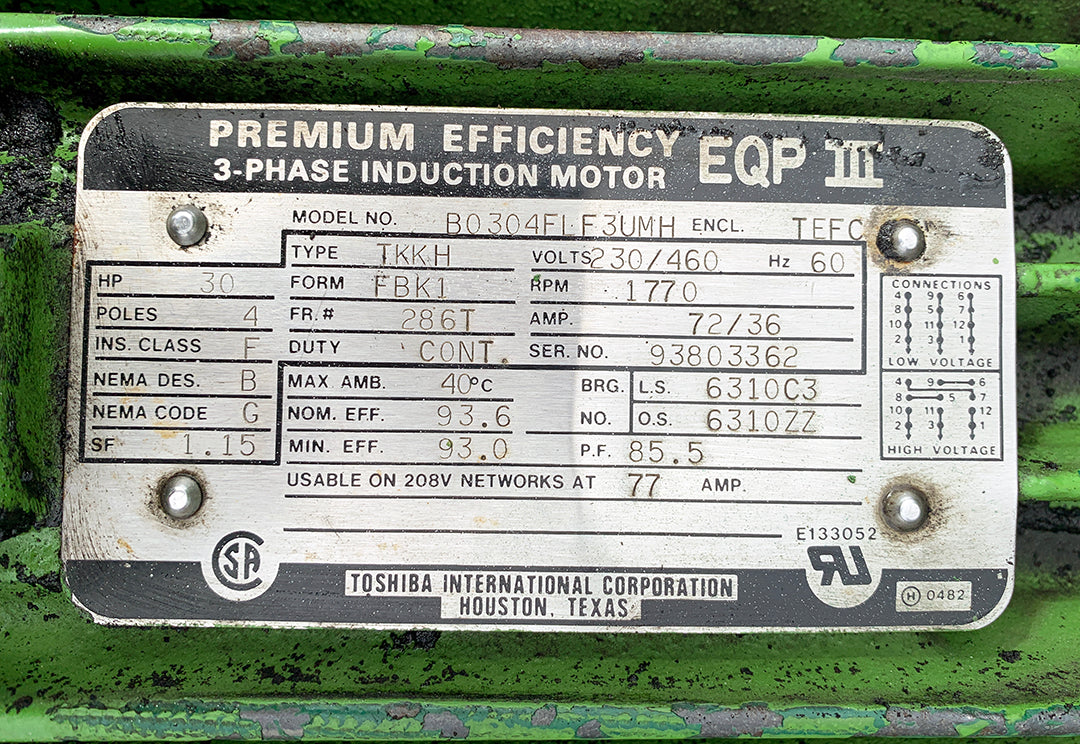 PREMIUM EFFICIENCY
3-PHASE INDUCTION MOTOR
EQP III
MODEL NO. B0304FLF3UMH ENCL. TEFC
TYPE TKKH VOLTS 230/460 Hz 60
HP 30 FORM FBK1 RPM 1770
POLES 4 FR.# 286T AMP. 72/36
INS. CLASS F DUTY CONT. SER. NO. 93803362
NEMA DES. B MAX AMB. 40°C BRG. L.S. 6310C3
NEMA CODE G NOM. EFF. 93.6 NO. O.S. 6310ZZ
SF 1.15 MIN. EFF. 93.0 P.F. 85.5
USABLE ON 208V NETWORKS AT 77 AMP.
CONNECTIONS
4 9 6
8 5 7
10 11 12
2 3 1
LOW VOLTAGE
4 9 6
8 5 7
10 11 12
2 3 1
HIGH VOLTAGE
E133052
SA
RU
TOSHIBA INTERNATIONAL CORPORATION
HOUSTON, TEXAS
H 0482